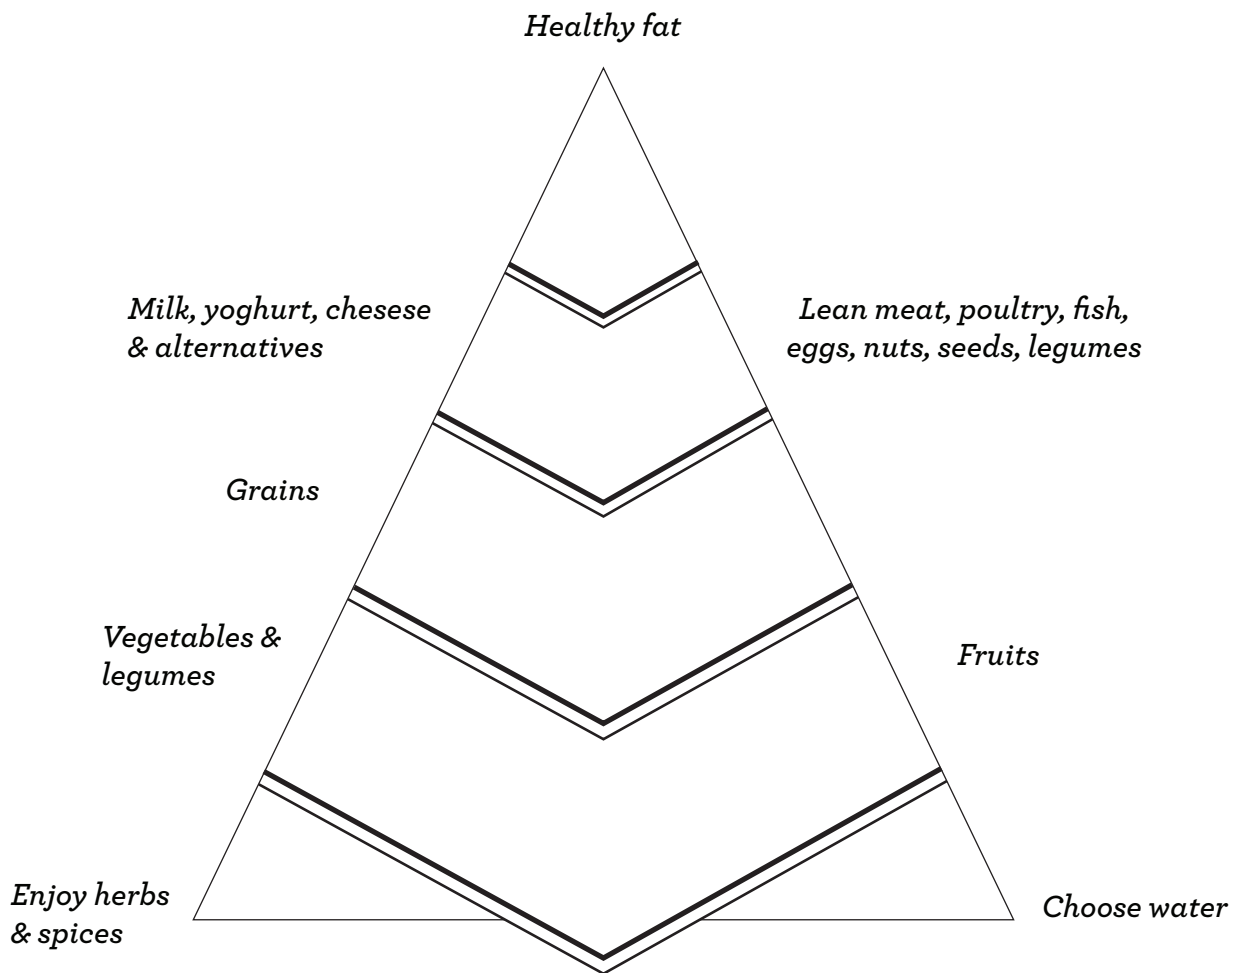 Healthy fat
Milk, yoghurt, chesese
& alternatives
Lean meat, poultry, fish,
eggs, nuts, seeds, legumes
Grains
Vegetables &
legumes
Fruits
Enjoy herbs
& spices
Choose water